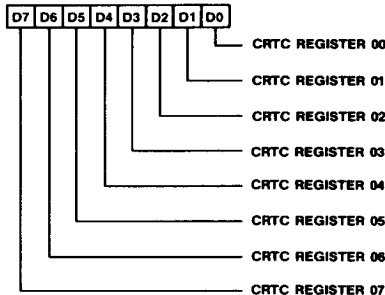 D7 D6 D5 D4 D3 D2 D1 D0
CRTC REGISTER 00
CRTC REGISTER 01
CRTC REGISTER 02
CRTC REGISTER 03
CRTC REGISTER 04
CRTC REGISTER 05
CRTC REGISTER 06
CRTC REGISTER 07